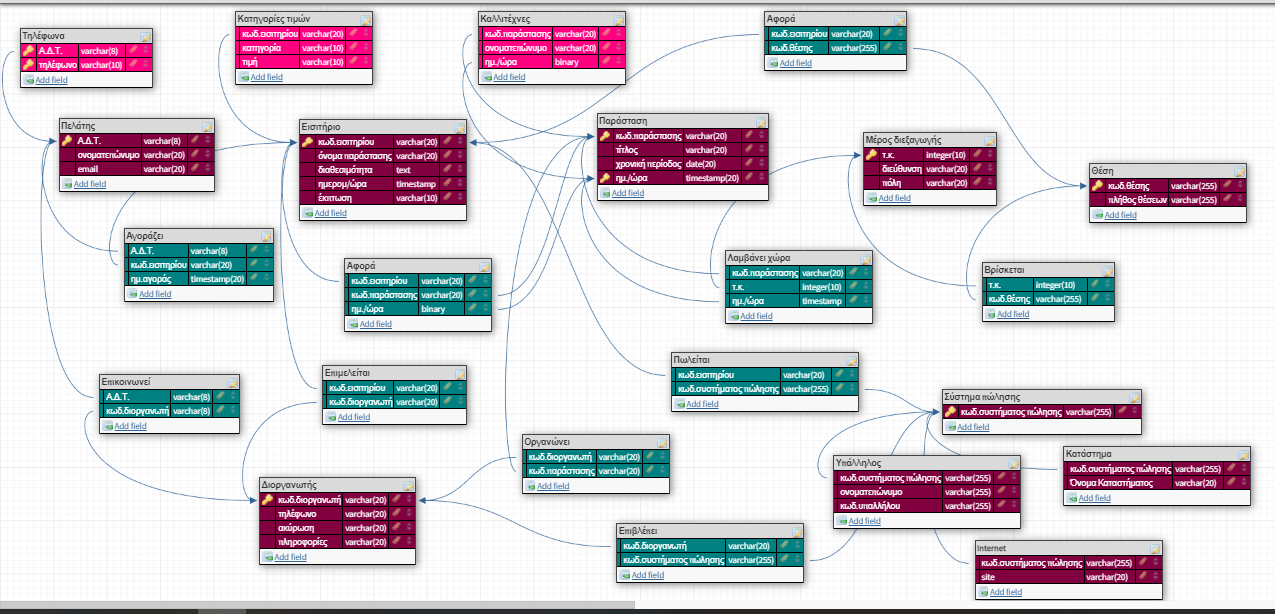 Τηλέφωνα
Α.Δ.Τ. varchar(8)
τηλέφωνο varchar(10)
Add field
Κατηγορίες τιμών
κωδ.εισιτηρίου varchar(20)
κατηγορία varchar(10)
τιμή varchar(10)
Add field
Καλλιτέχνες
κωδ.παράστασης varchar(20)
ονοματεπώνυμο varchar(20)
ημ./ώρα binary
Add field
Αφορά
κωδ.εισιτηρίου varchar(20)
κωδ.θέσης varchar(255)
Add field
Πελάτης
Α.Δ.Τ. varchar(8)
ονοματεπώνυμο varchar(20)
email varchar(20)
Add field
Εισιτήριο
κωδ.εισιτηρίου varchar(20)
όνομα παράστασης varchar(20)
διαθεσιμότητα text
ημερομ/ώρα timestamp
έκπτωση varchar(10)
Add field
Παράσταση
κωδ.παράστασης varchar(20)
τίτλος varchar(20)
χρονική περίοδος date(20)
ημ./ώρα timestamp(20)
Add field
Μέρος διεξαγωγής
τ.κ. integer(10)
διεύθυνση varchar(20)
πόλη varchar(20)
Add field
Θέση
κωδ.θέσης varchar(255)
πλήθος θέσεων varchar(255)
Add field
Αγοράζει
Α.Δ.Τ. varchar(8)
κωδ.εισιτηρίου varchar(20)
ημ.αγοράς timestamp(20)
Add field
Αφορά
κωδ.εισιτηρίου varchar(20)
κωδ.παράστασης varchar(20)
ημ./ώρα binary
Add field
Λαμβάνει χώρα
κωδ.παράστασης varchar(20)
τ.κ. integer(10)
ημ./ώρα timestamp
Add field
Βρίσκεται
τ.κ. integer(10)
κωδ.θέσης varchar(255)
Add field
Επικοινωνεί
Α.Δ.Τ. varchar(8)
κωδ.διοργανωτή varchar(8)
Add field
Επιμελείται
κωδ.εισιτηρίου varchar(20)
κωδ.διοργανωτή varchar(20)
Add field
Πωλείται
κωδ.εισιτηρίου varchar(20)
κωδ.συστήματος πώλησης varchar(255)
Add field
Σύστημα πώλησης
κωδ.συστήματος πώλησης varchar(255)
Add field
Οργανώνει
κωδ.διοργανωτή varchar(20)
κωδ.παράστασης varchar(20)
Add field
Υπάλληλος
κωδ.συστήματος πώλησης varchar(255)
ονοματεπώνυμο varchar(255)
κωδ.υπαλλήλου varchar(255)
Add field
Κατάστημα
κωδ.συστήματος πώλησης varchar(255)
Όνομα Καταστήματος varchar(20)
Add field
Διοργανωτής
κωδ.διοργανωτή varchar(20)
τηλέφωνο varchar(20)
ακύρωση varchar(20)
πληροφορίες varchar(20)
Add field
Επιβλέπει
κωδ.διοργανωτή varchar(20)
κωδ.συστήματος πώλησης varchar(255)
Add field
Internet
κωδ.συστήματος πώλησης varchar(255)
site varchar(20)
Add field